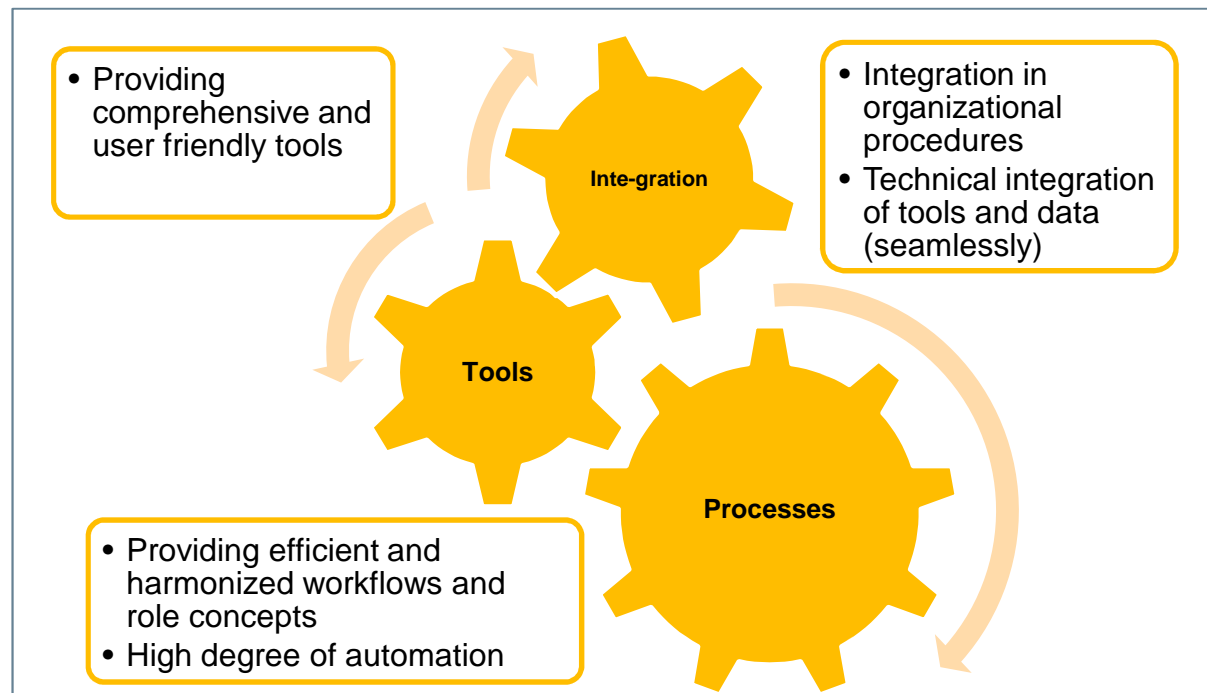 • Providing
comprehensive and
user friendly tools
Inte-gration
• Integration in
organizational
procedures
• Technical integration
of tools and data
(seamlessly)
Tools
Processes
• Providing efficient and
harmonized workflows and
role concepts
• High degree of automation